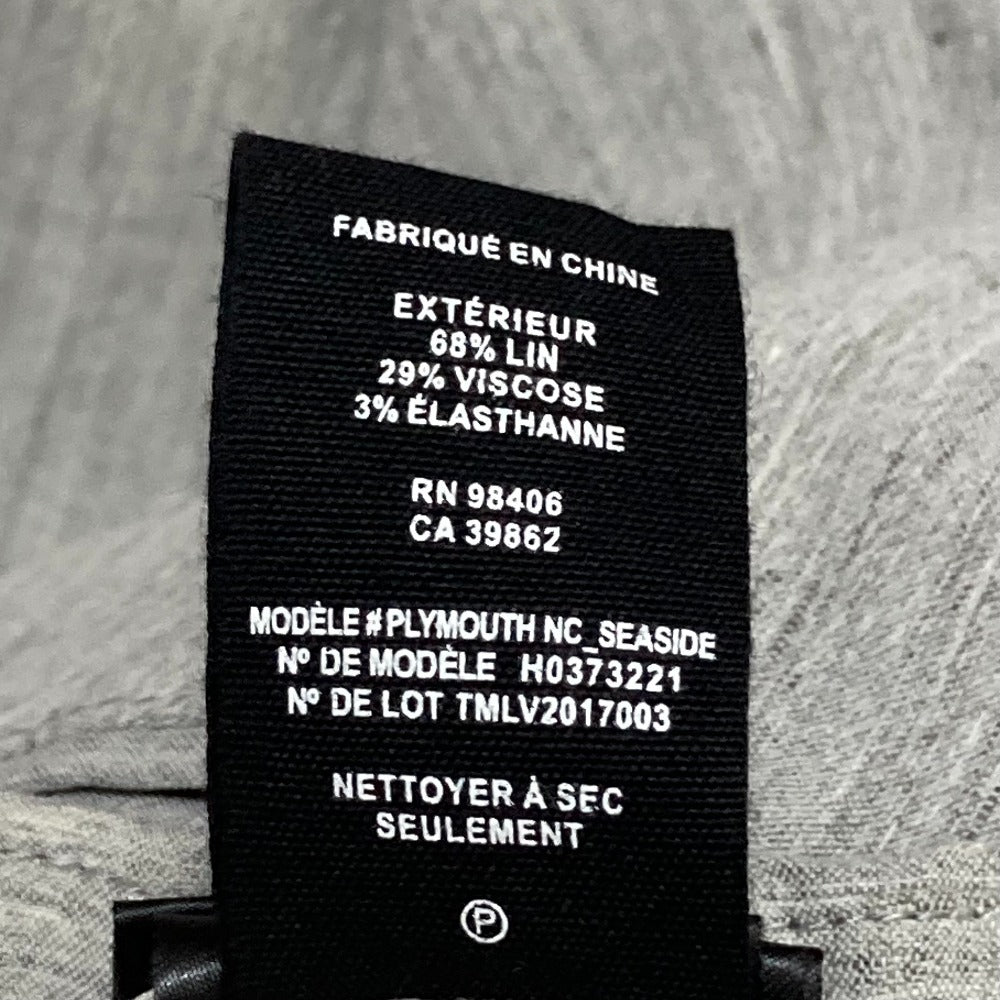 FABRIQUÉ EN CHINE
EXTÉRIEUR
68% LIN
29% VISCOSE
3% ÉLASTHANNE
RN 98406
CA 39862
MODÈLE #PLYMOUTH NC_SEASIDE
Nº DE MODÈLE H0373221
Nº DE LOT TMLV2017003
NETTOYER À SEC
SEULEMENT
P